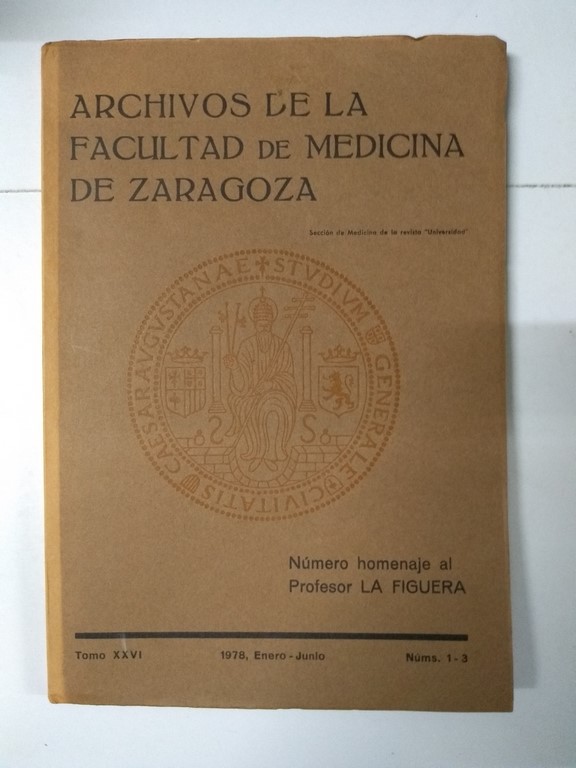 ARCHIVOS DE LA
FACULTAD DE MEDICINA
DE ZARAGOZA
Sección de Medicina de la revista "Universidad"
CAESARAVGVSTANAE STVDIVM GENERALE CIVITATIS
S S
Número homenaje al
Profesor LA FIGUERA
Tomo XXVI 1978, Enero - Junio Núms. 1 - 3